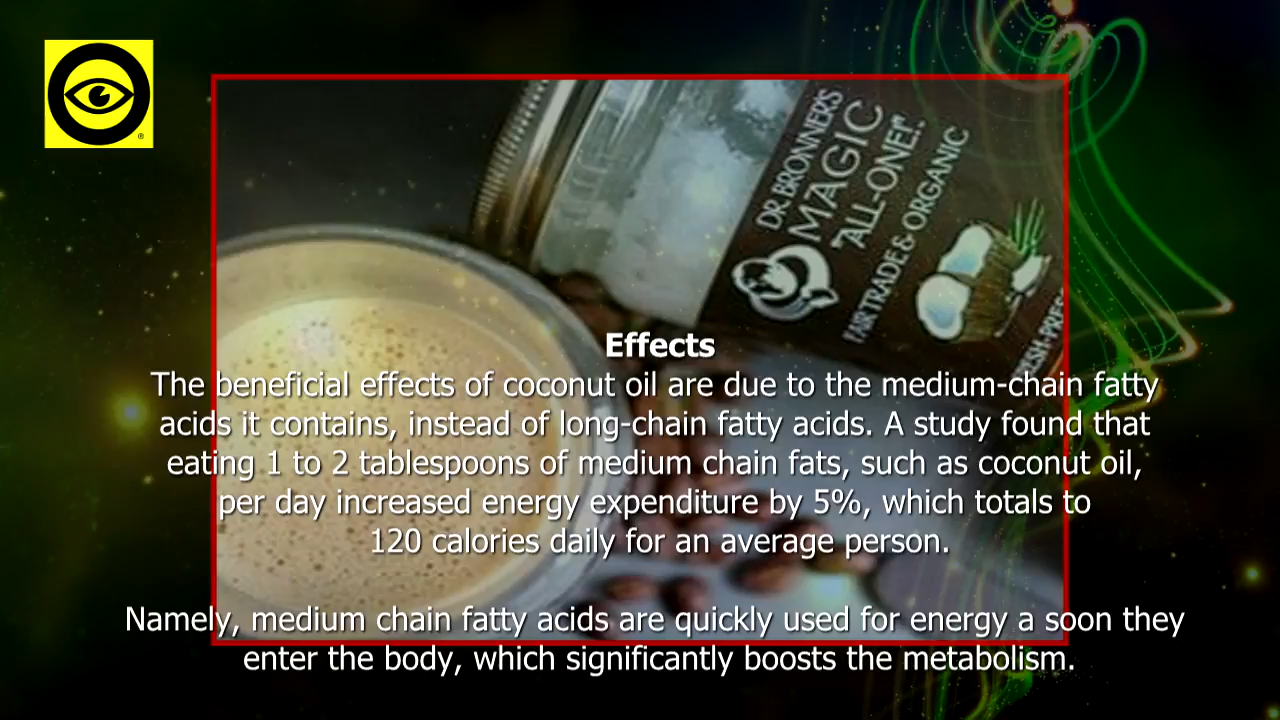 DR. BRONNER'S
MAGIC
"ALL-ONE!"
FAIR TRADE & ORGANIC
Effects
The beneficial effects of coconut oil are due to the medium-chain fatty
acids it contains, instead of long-chain fatty acids. A study found that
eating 1 to 2 tablespoons of medium chain fats, such as coconut oil,
per day increased energy expenditure by 5%, which totals to
120 calories daily for an average person.
Namely, medium chain fatty acids are quickly used for energy a soon they
enter the body, which significantly boosts the metabolism.